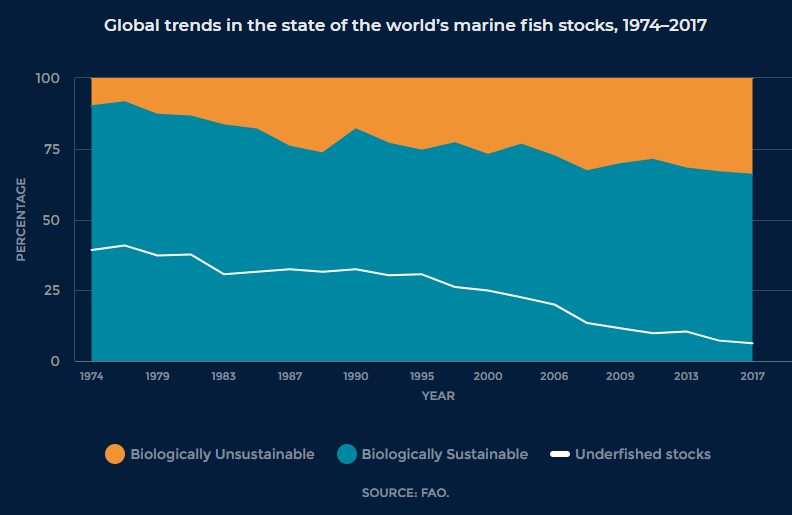 Global trends in the state of the world’s marine fish stocks, 1974–2017
100
75
50
25
0
PERCENTAGE
1974 1979 1983 1987 1990 1995 2000 2006 2009 2013 2017
YEAR
Biologically Unsustainable Biologically Sustainable Underfished stocks
SOURCE: FAO.